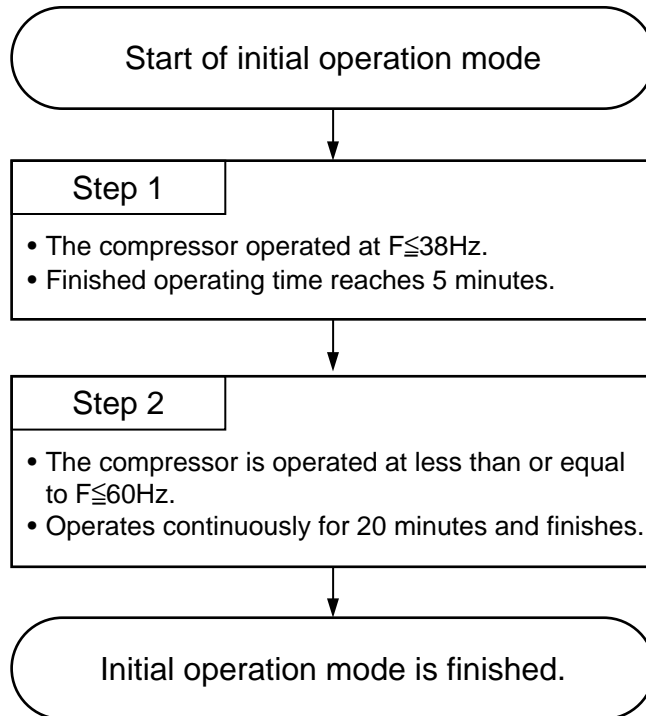 Start of initial operation mode
Step 1
• The compressor operated at F≦38Hz.
• Finished operating time reaches 5 minutes.
Step 2
• The compressor is operated at less than or equal
to F≦60Hz.
• Operates continuously for 20 minutes and finishes.
Initial operation mode is finished.